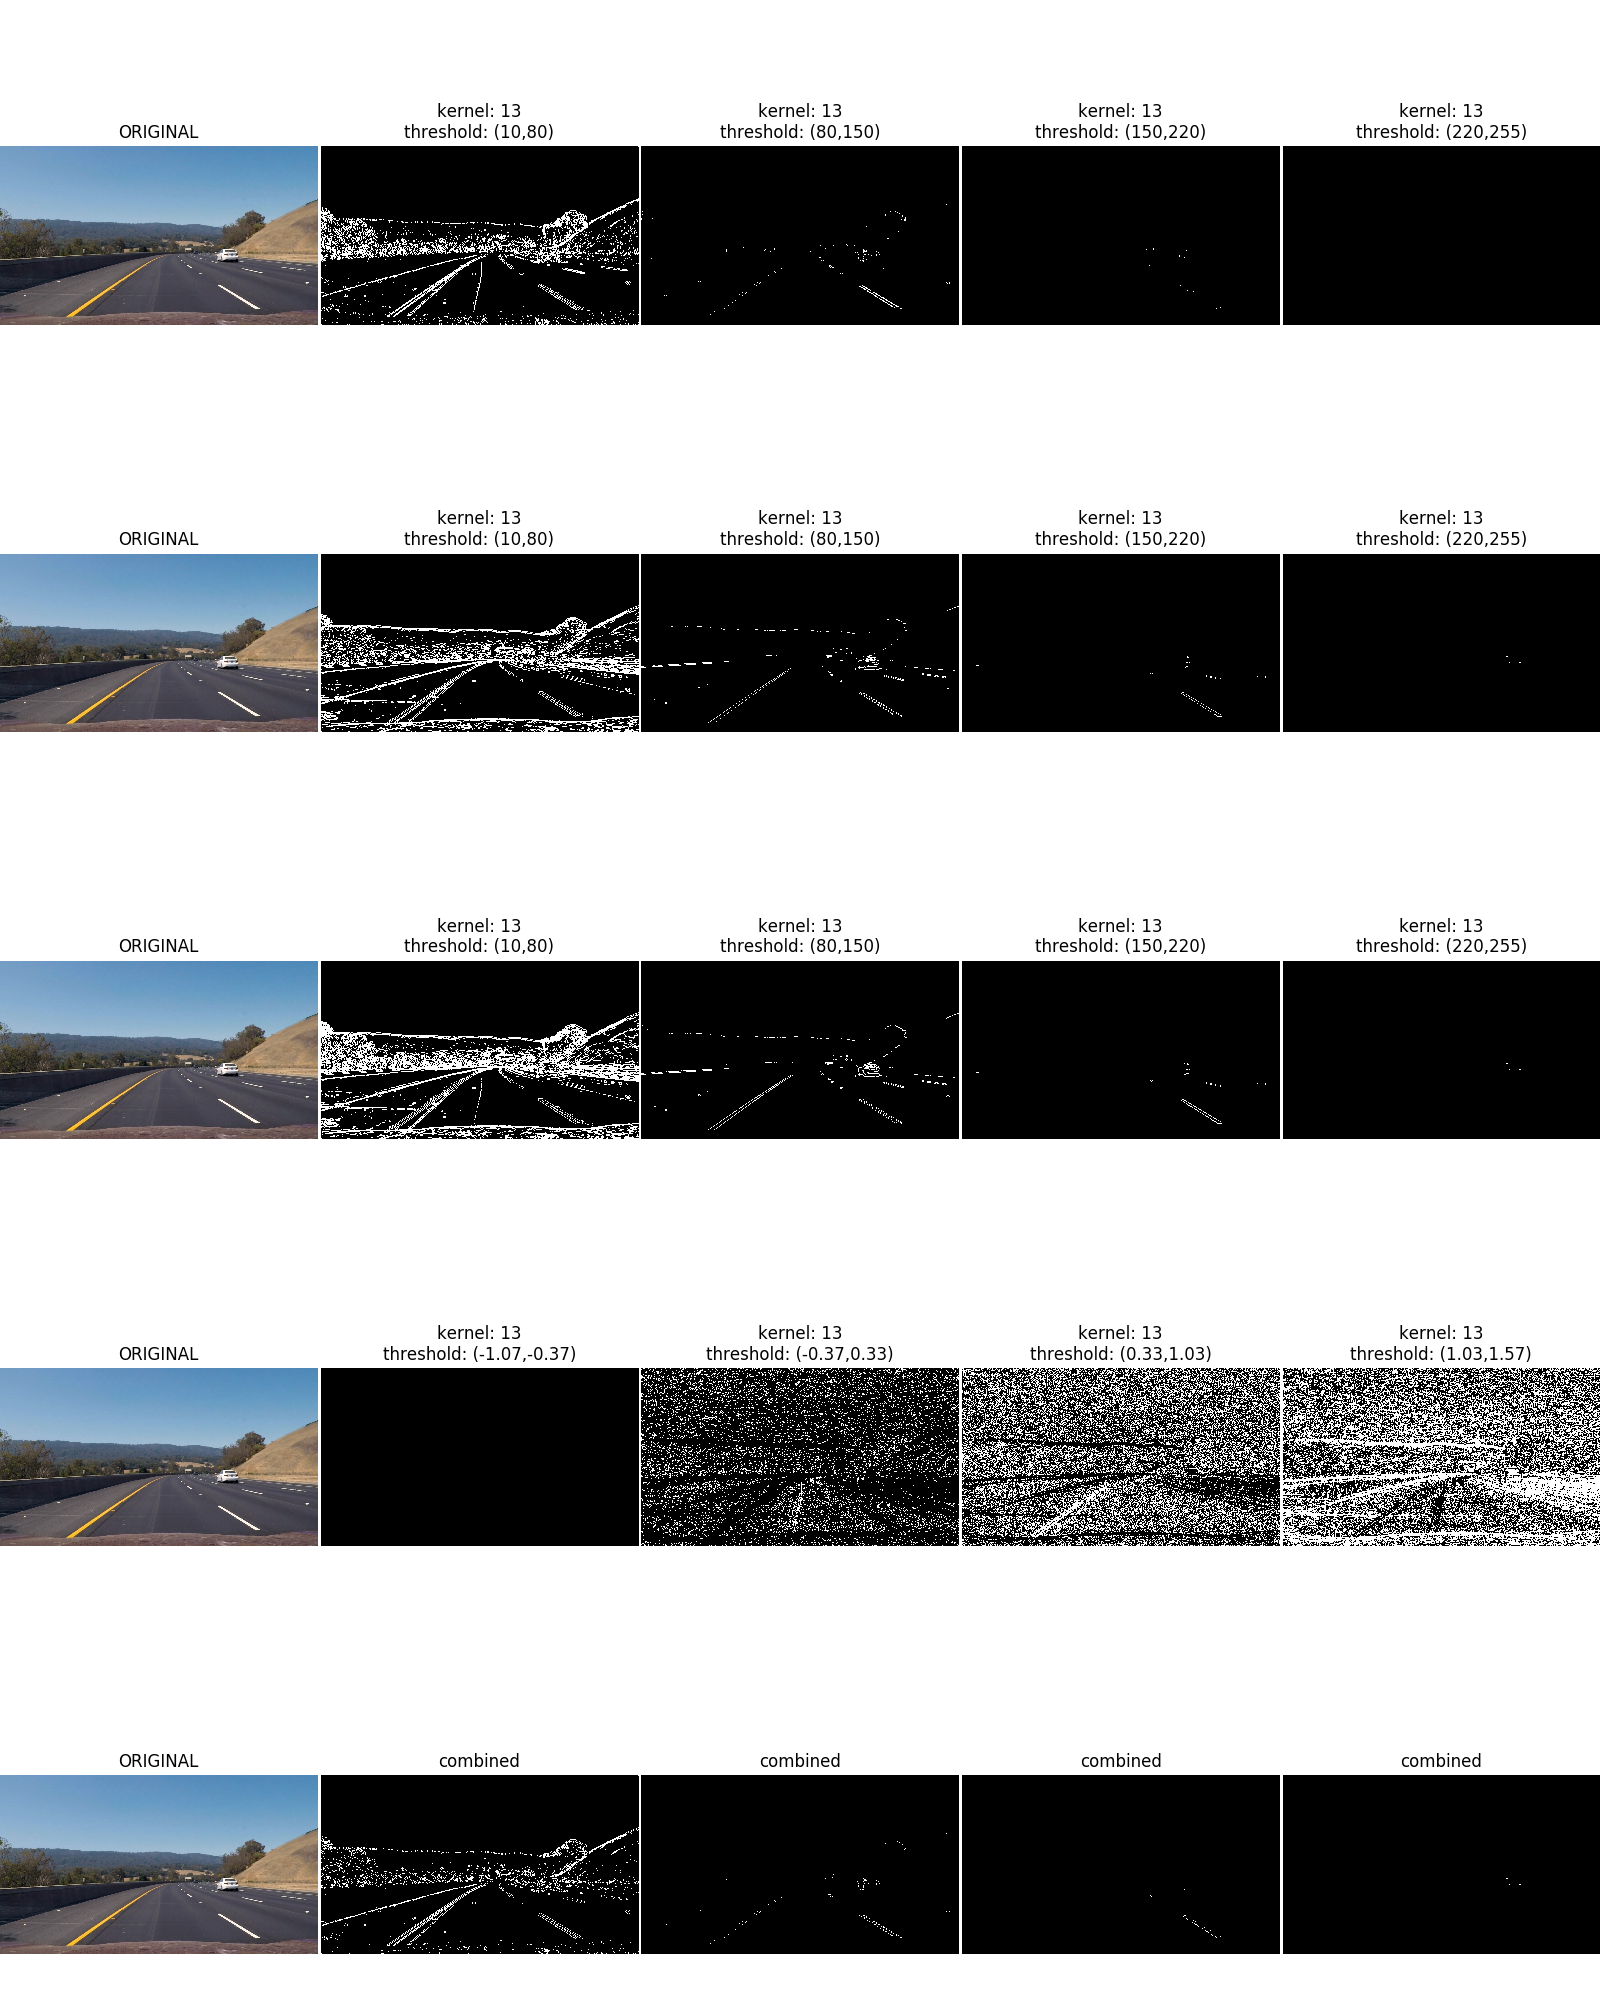 ORIGINAL
kernel: 13
threshold: (10,80)
kernel: 13
threshold: (80,150)
kernel: 13
threshold: (150,220)
kernel: 13
threshold: (220,255)
ORIGINAL
kernel: 13
threshold: (10,80)
kernel: 13
threshold: (80,150)
kernel: 13
threshold: (150,220)
kernel: 13
threshold: (220,255)
ORIGINAL
kernel: 13
threshold: (10,80)
kernel: 13
threshold: (80,150)
kernel: 13
threshold: (150,220)
kernel: 13
threshold: (220,255)
ORIGINAL
kernel: 13
threshold: (-1.07,-0.37)
kernel: 13
threshold: (-0.37,0.33)
kernel: 13
threshold: (0.33,1.03)
kernel: 13
threshold: (1.03,1.57)
ORIGINAL
combined
combined
combined
combined